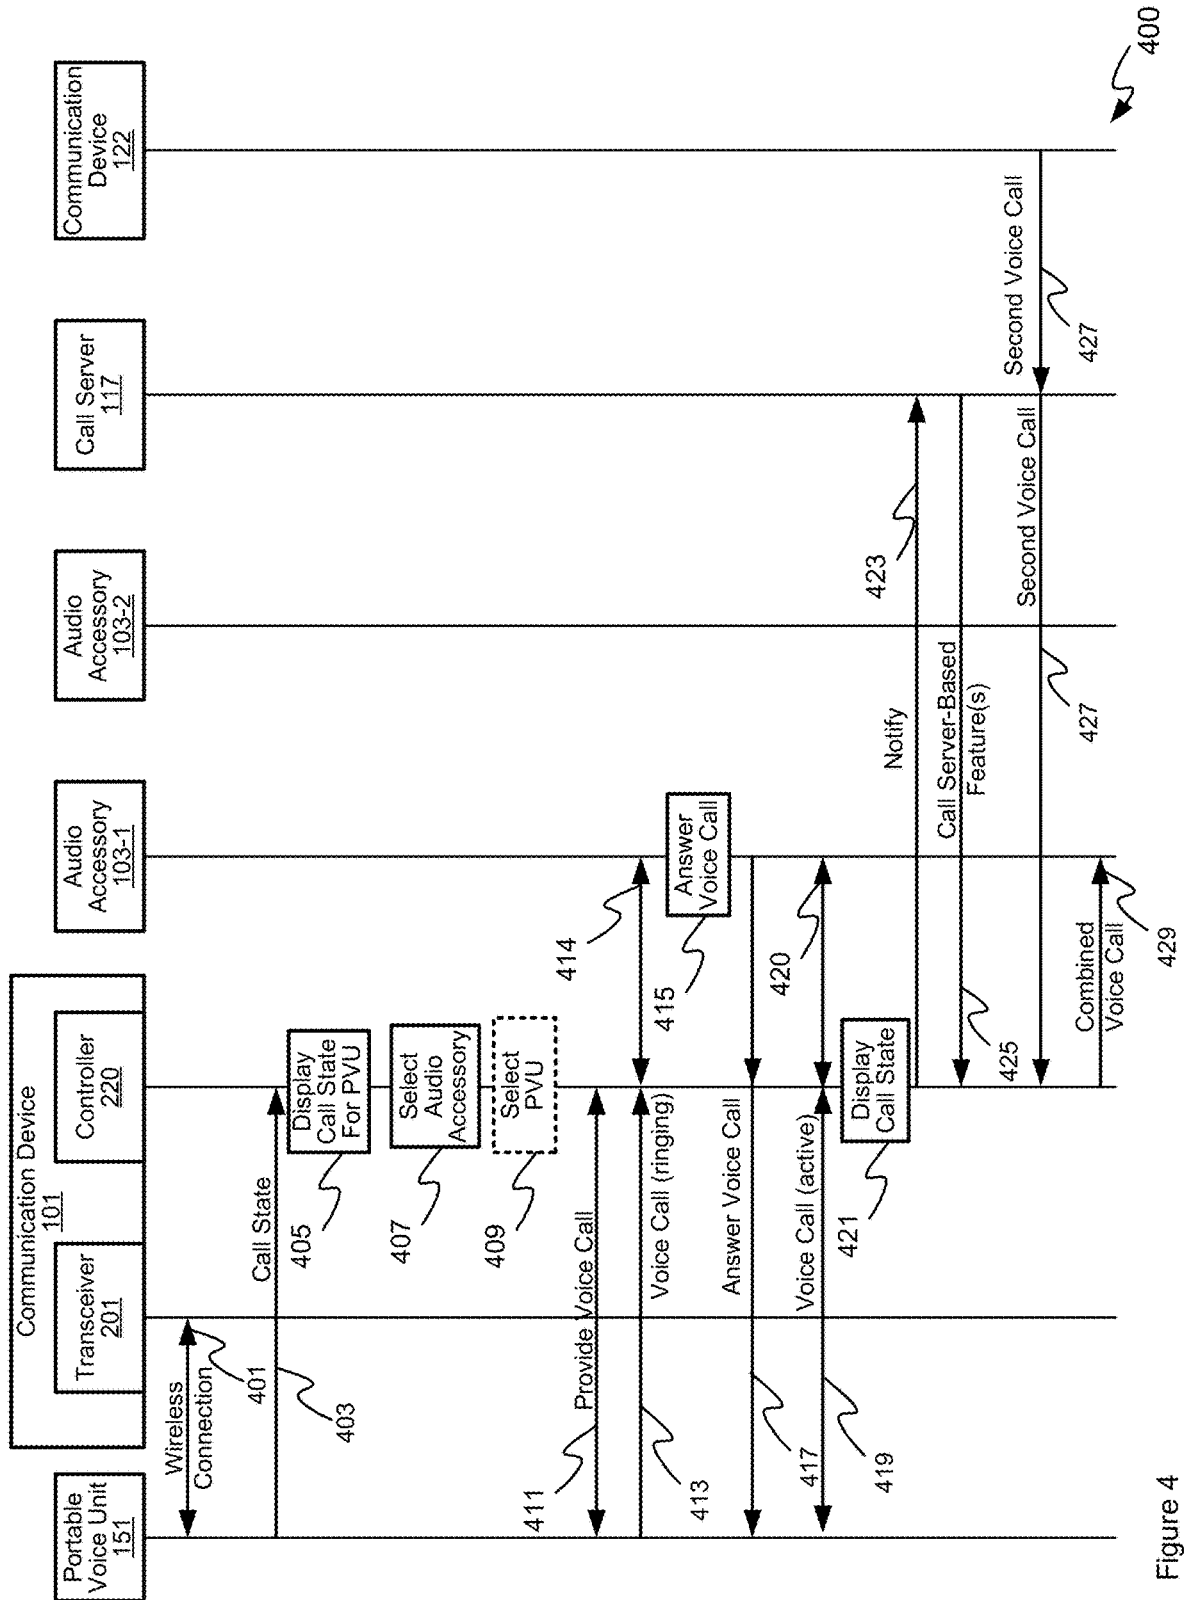 Portable
Voice Unit
151
Communication Device
101
Transceiver
201
Controller
220
Audio
Accessory
103-1
Audio
Accessory
103-2
Call Server
117
Communication
Device
122
Wireless
Connection
401
Call State
403
Display
Call State
For PVU
405
Select
Audio
Accessory
407
Select
PVU
409
Provide Voice Call
411
Voice Call (ringing)
413
414
Answer
Voice Call
415
Answer Voice Call
417
Voice Call (active)
419
420
Display
Call State
421
Notify
423
Call Server-Based
Feature(s)
425
Second Voice Call
427
Second Voice Call
427
Combined
Voice Call
429
400
Figure 4